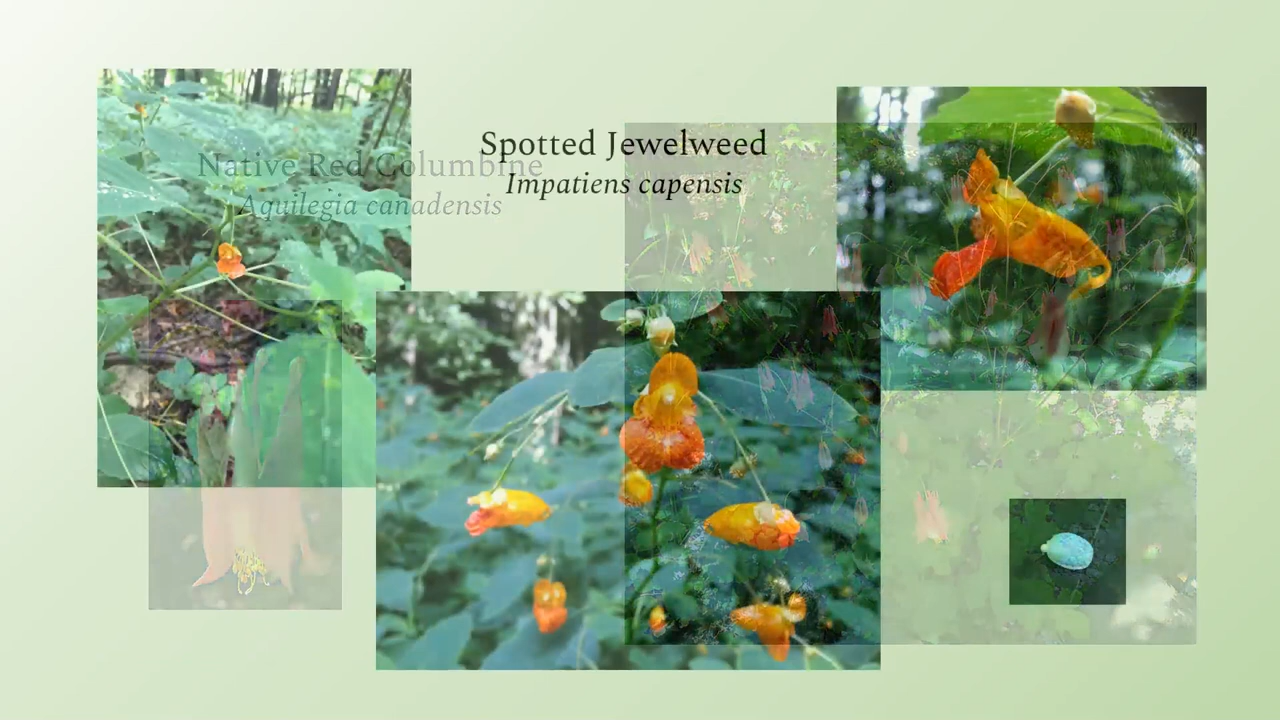 Spotted Jewelweed
Impatiens capensis
Native Red Columbine
Aquilegia canadensis